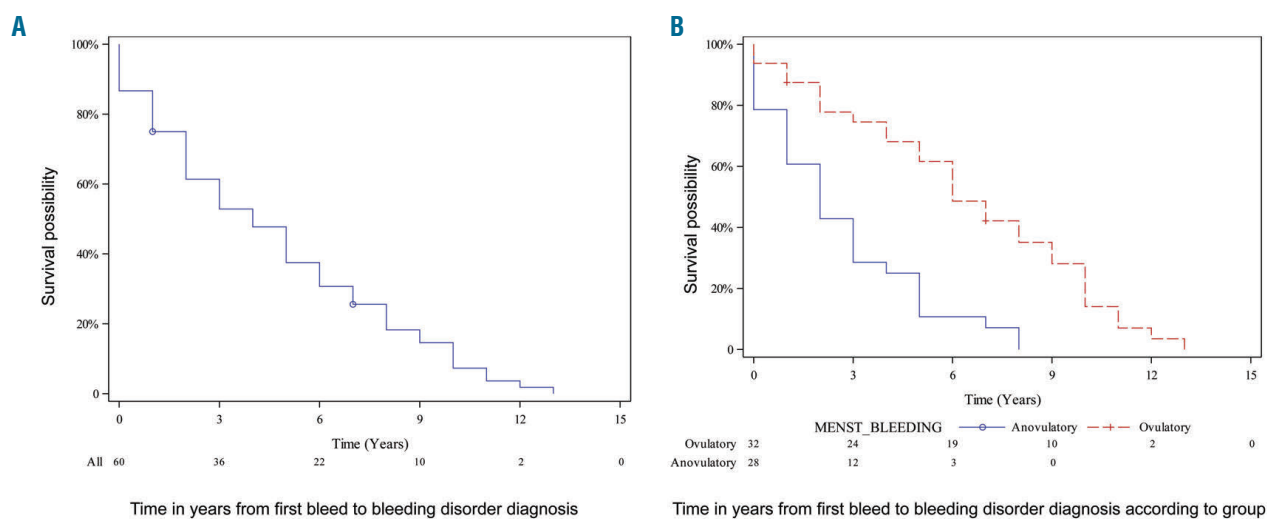 A
100%
80%
60%
40%
20%
0
Survival possibility
0 3 6 9 12 15
Time (Years)
All 60 36 22 10 2 0
Time in years from first bleed to bleeding disorder diagnosis
B
100%
80%
60%
40%
20%
0
Survival possibility
0 3 6 9 12 15
Time (Years)
MENST_BLEEDING Anovulatory Ovulatory
Ovulatory 32 24 19 10 2 0
Anovulatory 28 12 3 0
Time in years from first bleed to bleeding disorder diagnosis according to group